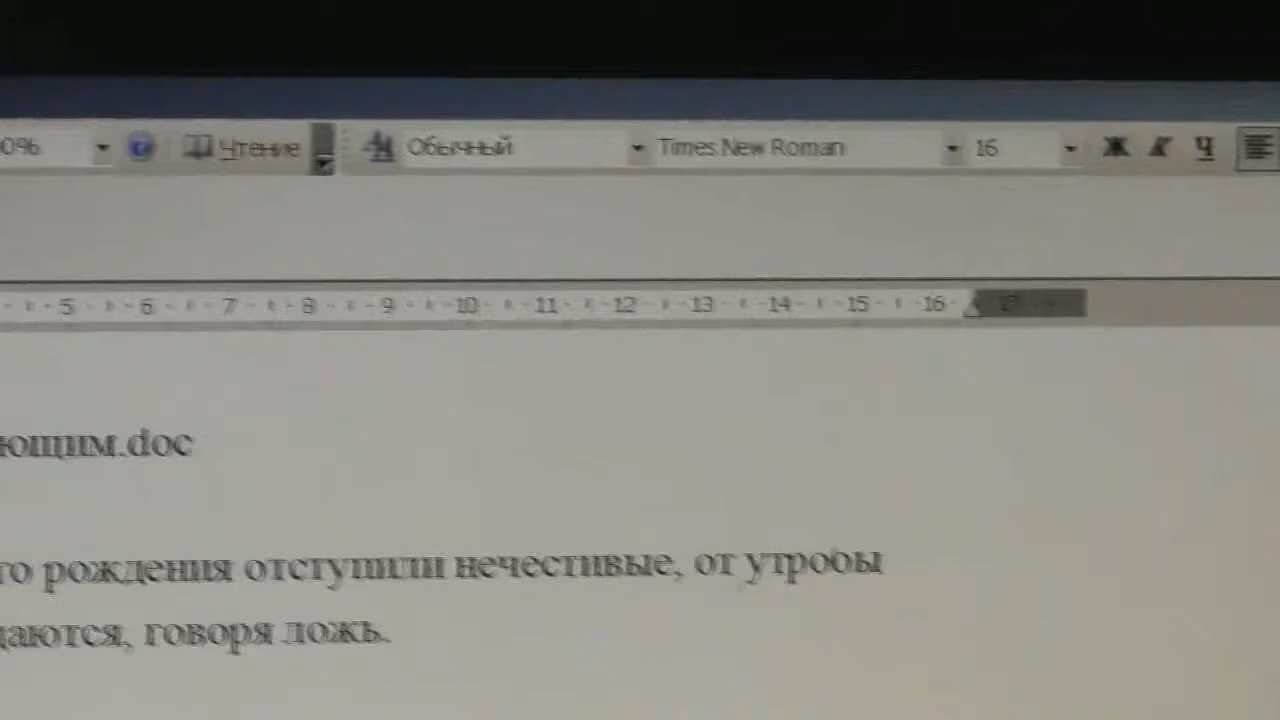 0% Чтение Обычный Times New Roman 16 Ж К Ч
5 6 7 8 9 10 11 12 13 14 15 16 17
ющим.doc
го рождения отступили нечестивые, от утробы
даются, говоря ложь.